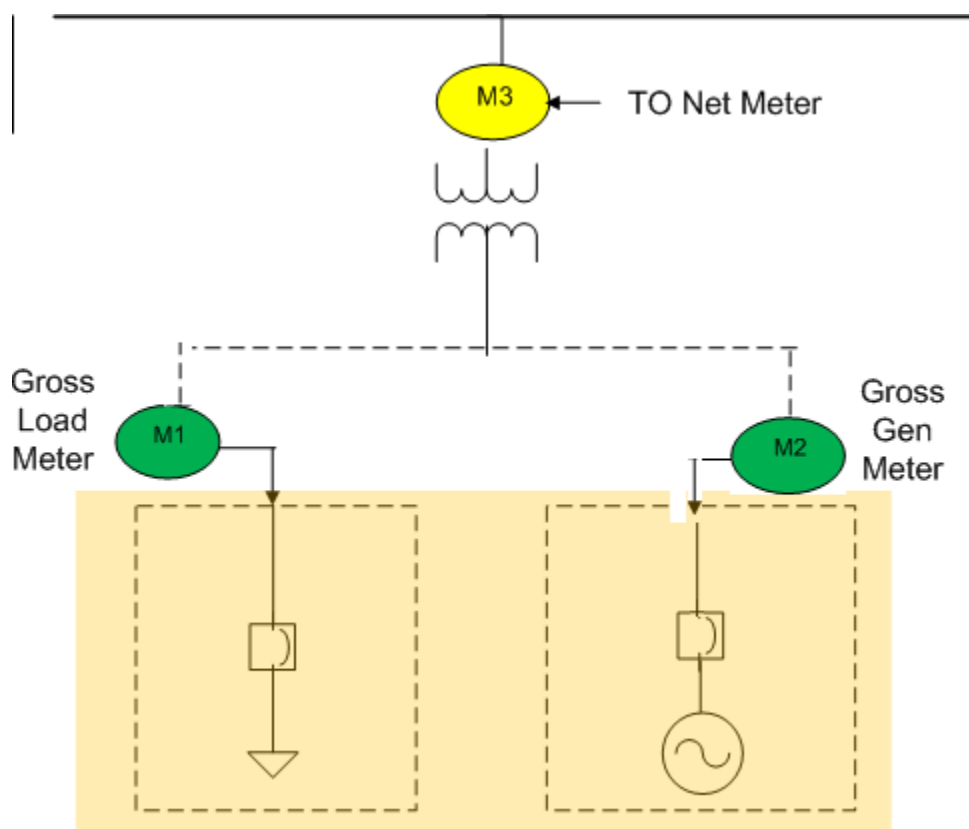 M3
TO Net Meter
Gross
Load
Meter
M1
M2
Gross
Gen
Meter